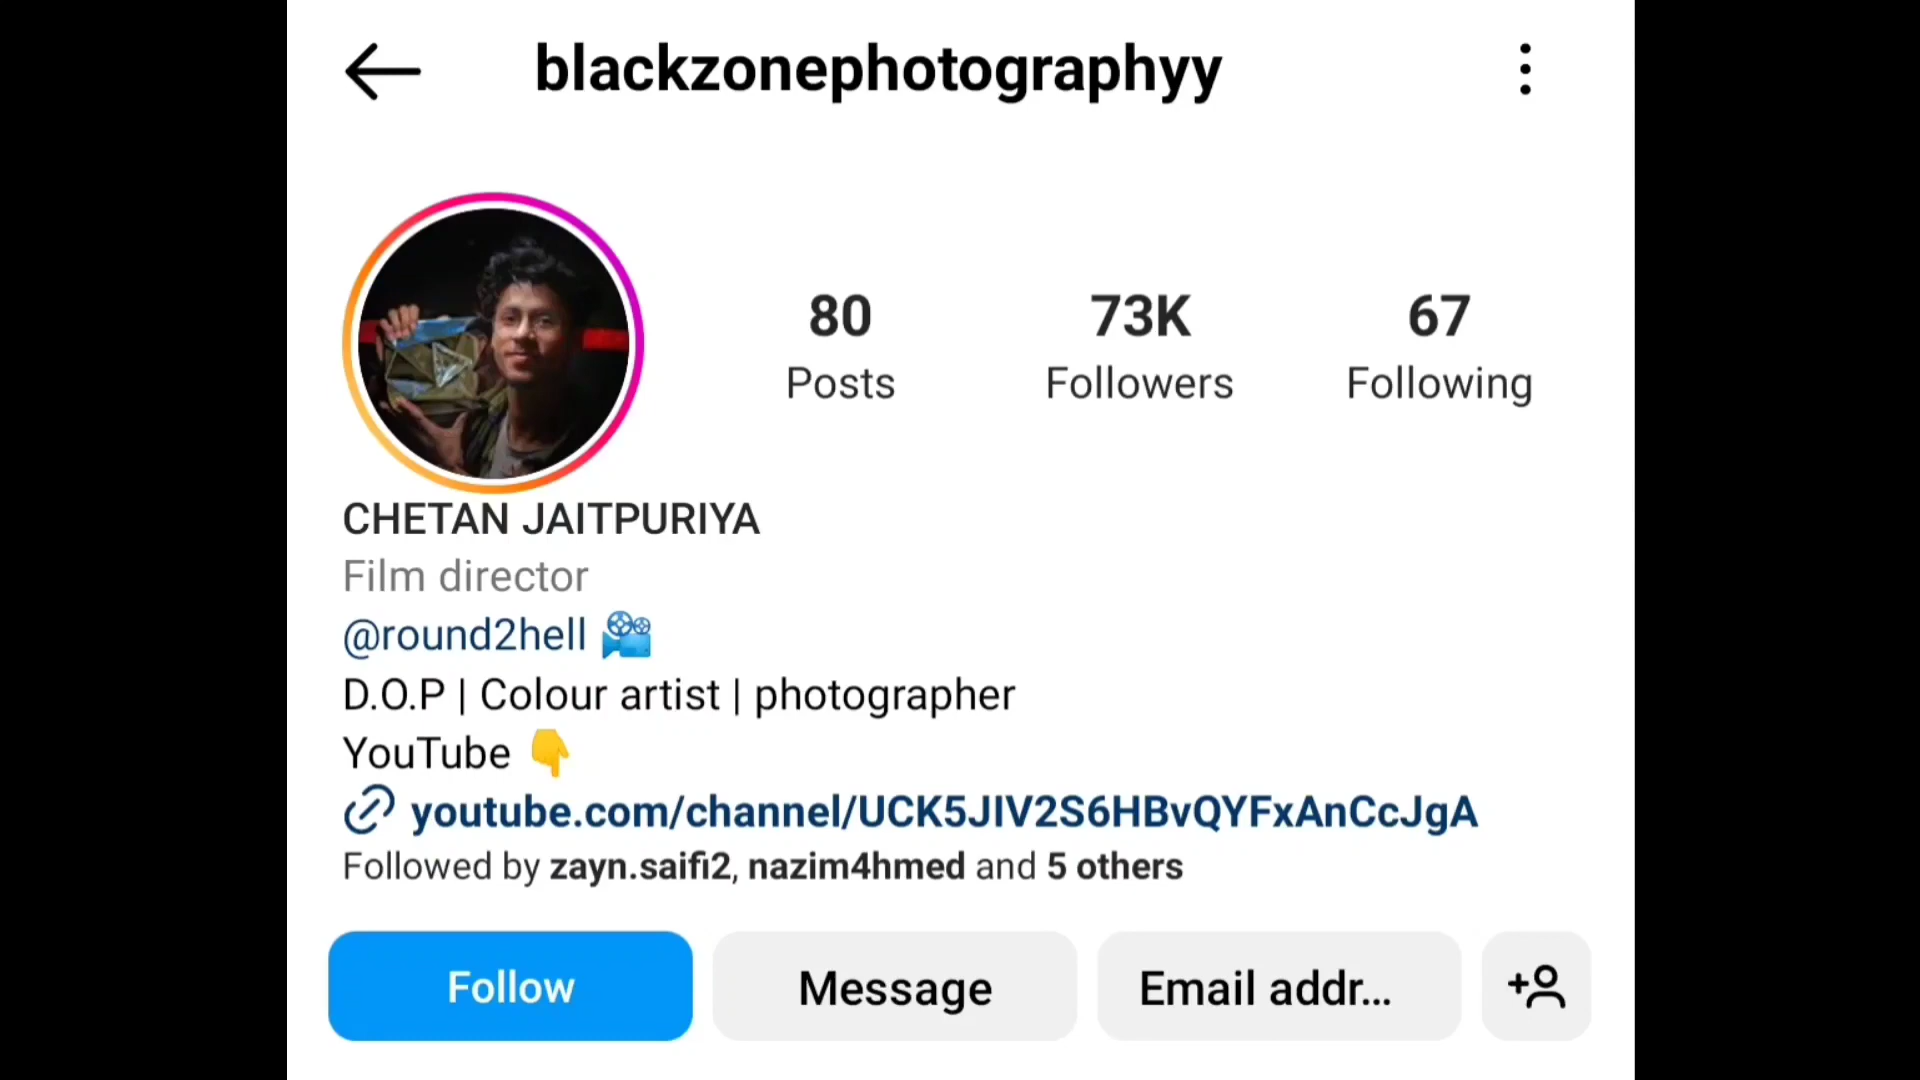 blackzonephotographyy
80 73K 67
Posts Followers Following
CHETAN JAITPURIYA
Film director
@round2hell 🎥
D.O.P | Colour artist | photographer
YouTube 👇
youtube.com/channel/UCK5JIV2S6HBvQYFxAnCcJgA
Followed by zayn.saifi2, nazim4hmed and 5 others
Follow Message Email addr...